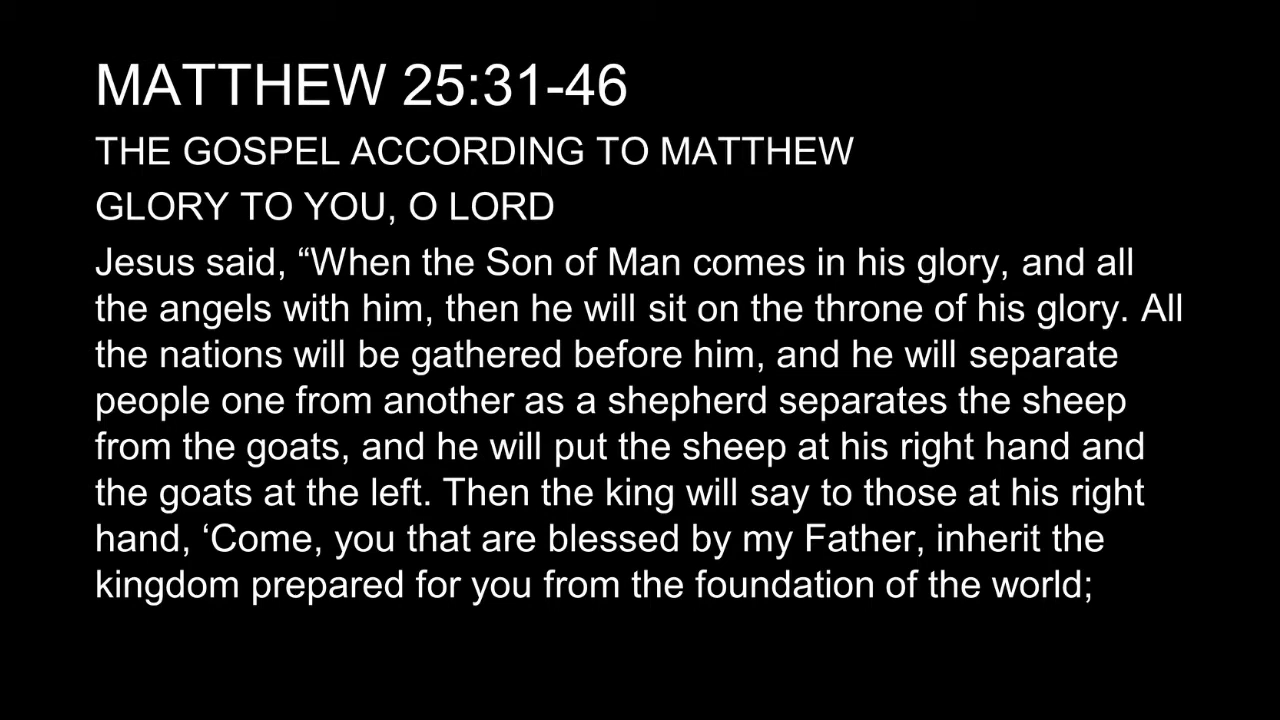 MATTHEW 25:31-46
THE GOSPEL ACCORDING TO MATTHEW
GLORY TO YOU, O LORD
Jesus said, “When the Son of Man comes in his glory, and all
the angels with him, then he will sit on the throne of his glory. All
the nations will be gathered before him, and he will separate
people one from another as a shepherd separates the sheep
from the goats, and he will put the sheep at his right hand and
the goats at the left. Then the king will say to those at his right
hand, ‘Come, you that are blessed by my Father, inherit the
kingdom prepared for you from the foundation of the world;